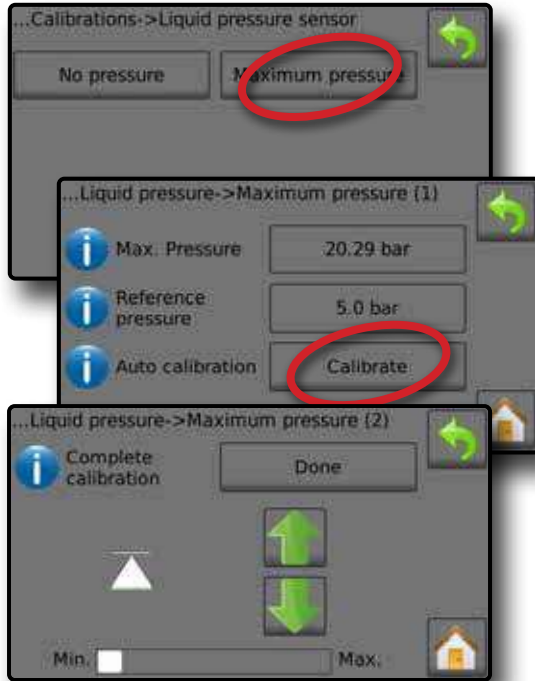 ...Calibrations->Liquid pressure sensor
No pressure
Maximum pressure
...Liquid pressure->Maximum pressure (1)
Max. Pressure
20.29 bar
Reference
pressure
5.0 bar
Auto calibration
Calibrate
...Liquid pressure->Maximum pressure (2)
Complete
calibration
Done
Min.
Max.